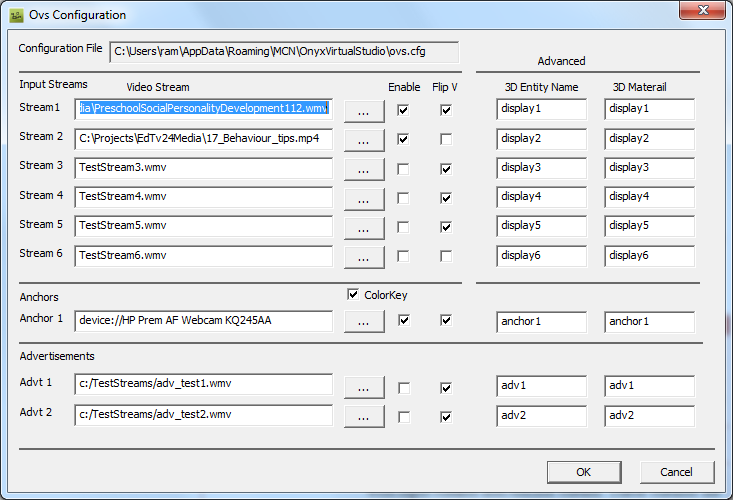 Ovs Configuration
Configuration File C:\Users\ram\AppData\Roaming\MCN\OnyxVirtualStudio\ovs.cfg
Advanced
Input Streams Video Stream Enable Flip V 3D Entity Name 3D Materail
Stream1 dia\PreschoolSocialPersonalityDevelopment112.wmv ... display1 display1
Stream 2 C:\Projects\EdTv24Media\17_Behaviour_tips.mp4 ... display2 display2
Stream 3 TestStream3.wmv ... display3 display3
Stream 4 TestStream4.wmv ... display4 display4
Stream 5 TestStream5.wmv ... display5 display5
Stream 6 TestStream6.wmv ... display6 display6
Anchors ColorKey
Anchor 1 device://HP Prem AF Webcam KQ245AA ... anchor1 anchor1
Advertisements
Advt 1 c:/TestStreams/adv_test1.wmv ... adv1 adv1
Advt 2 c:/TestStreams/adv_test2.wmv ... adv2 adv2
OK Cancel